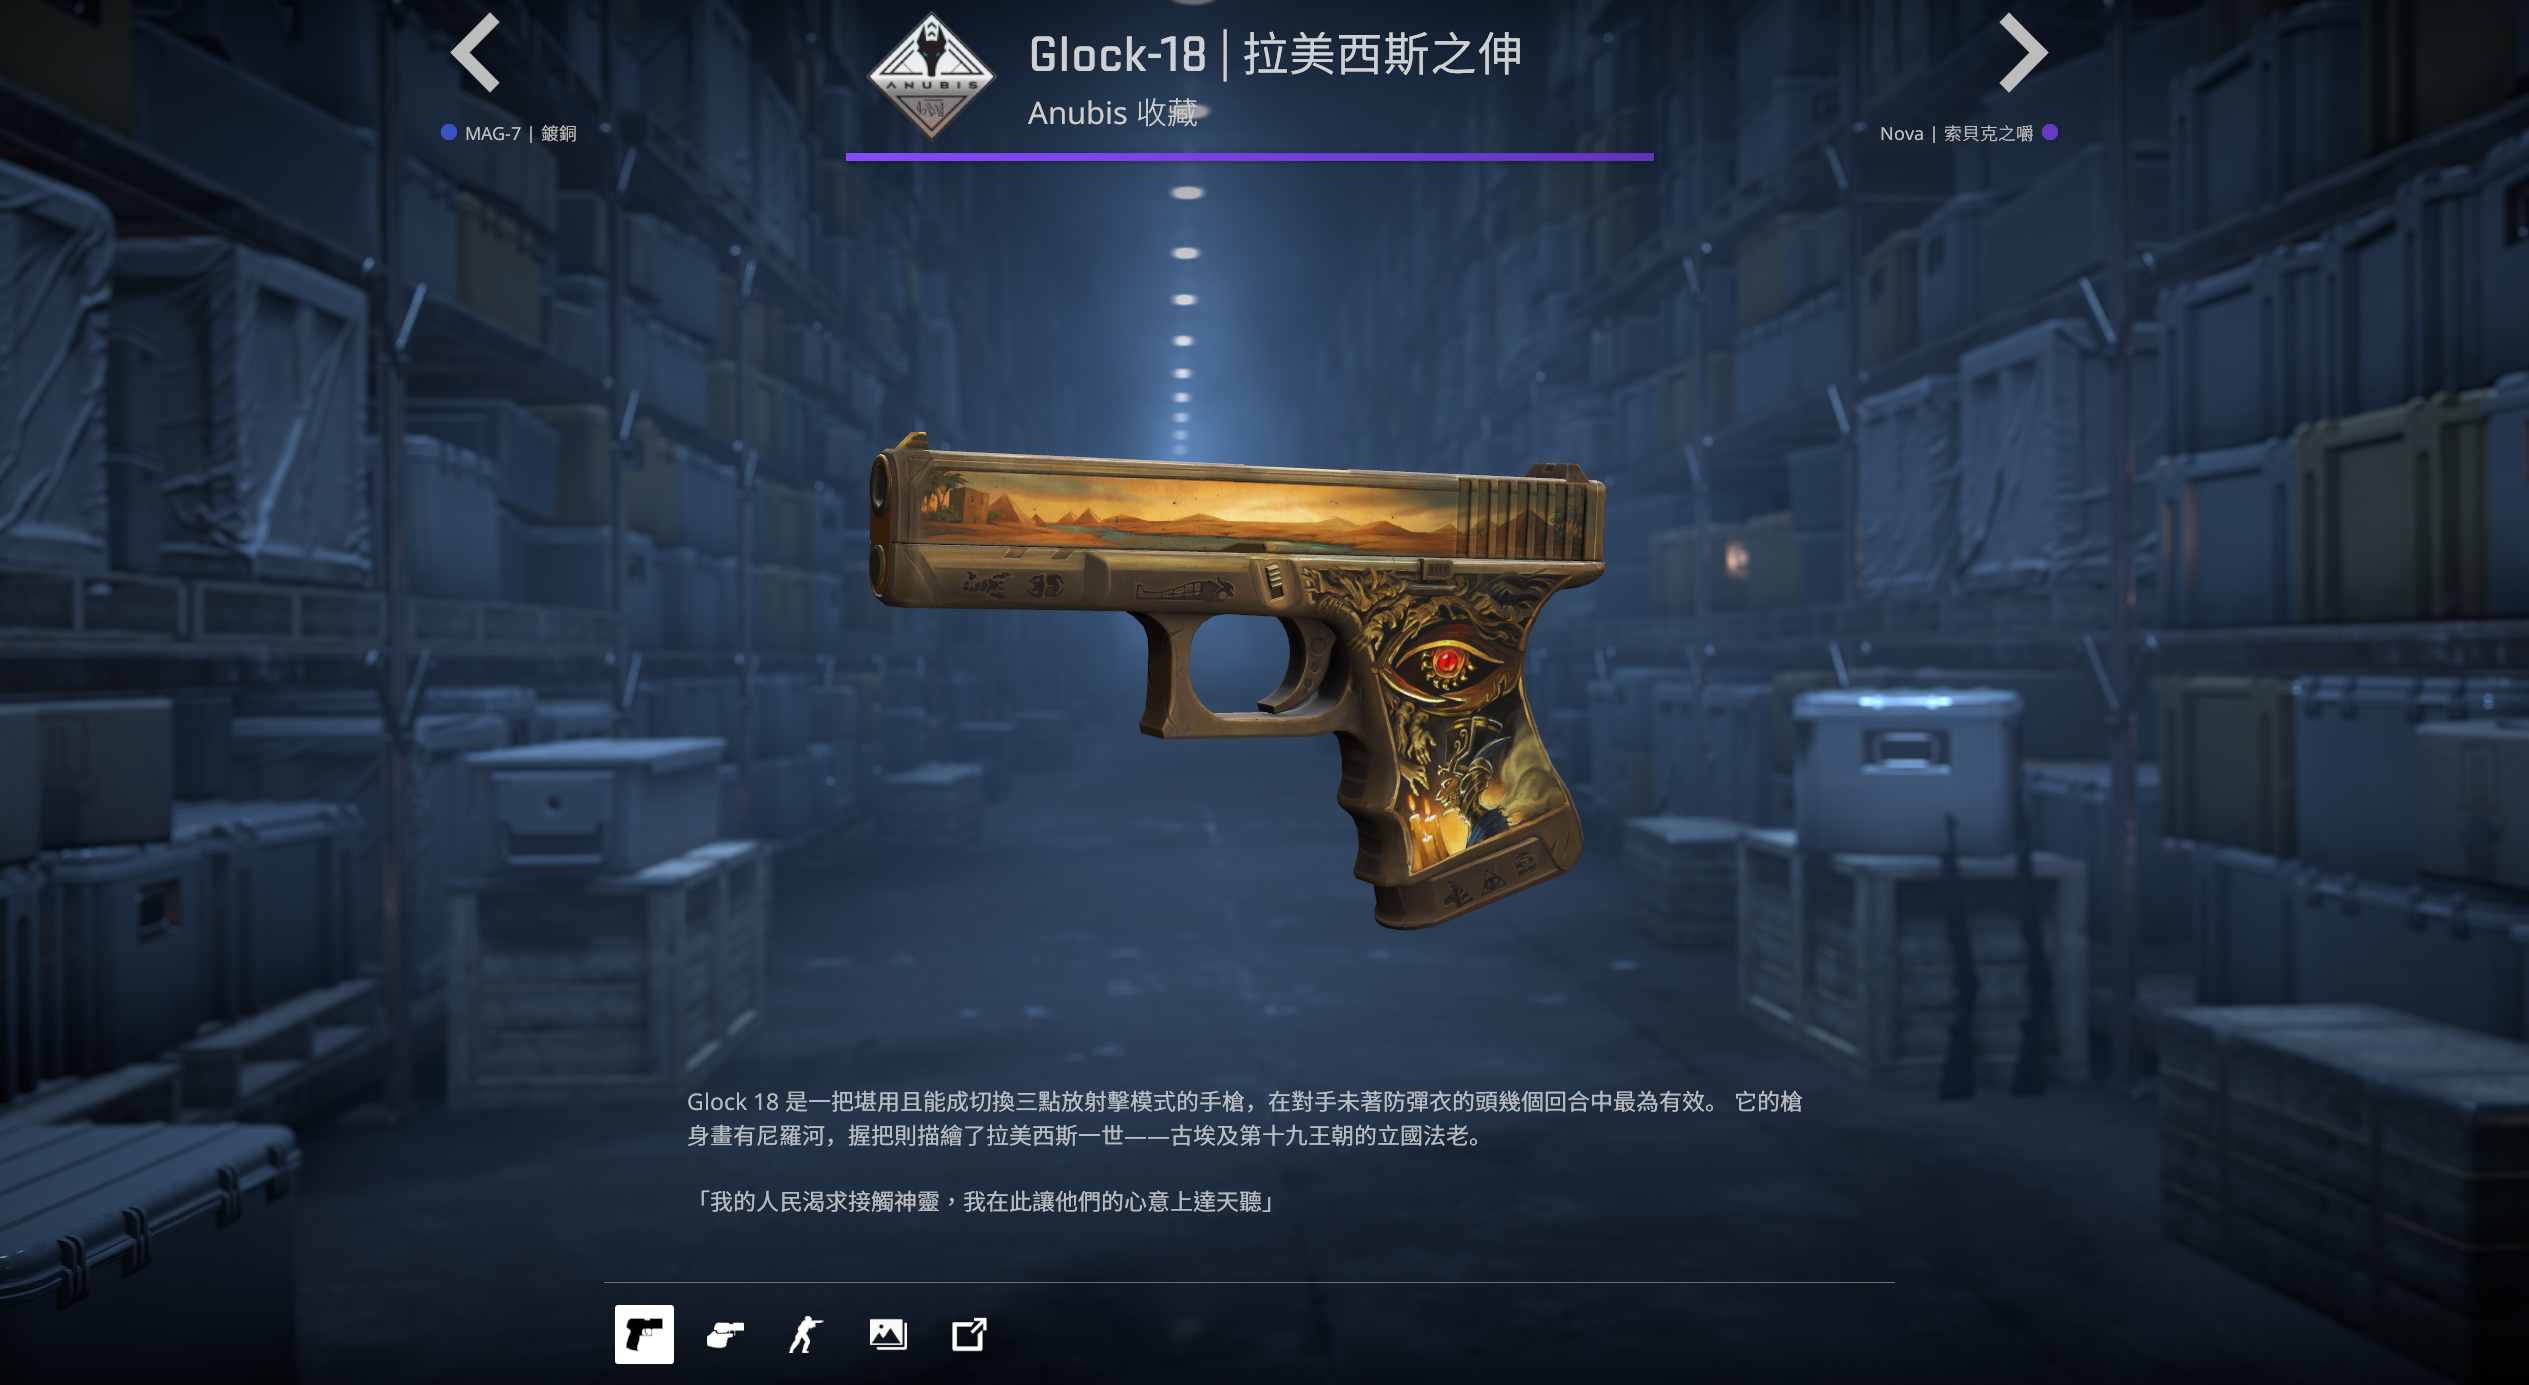 Glock-18 | 拉美西斯之伸
ANUBIS
Anubis 收藏
MAG-7 | 鍍銅
Nova | 索貝克之嚼
Glock 18 是一把堪用且能成切換三點放射擊模式的手槍，在對手未著防彈衣的頭幾個回合中最為有效。 它的槍
身畫有尼羅河，握把則描繪了拉美西斯一世——古埃及第十九王朝的立國法老。
「我的人民渴求接觸神靈，我在此讓他們的心意上達天聽」